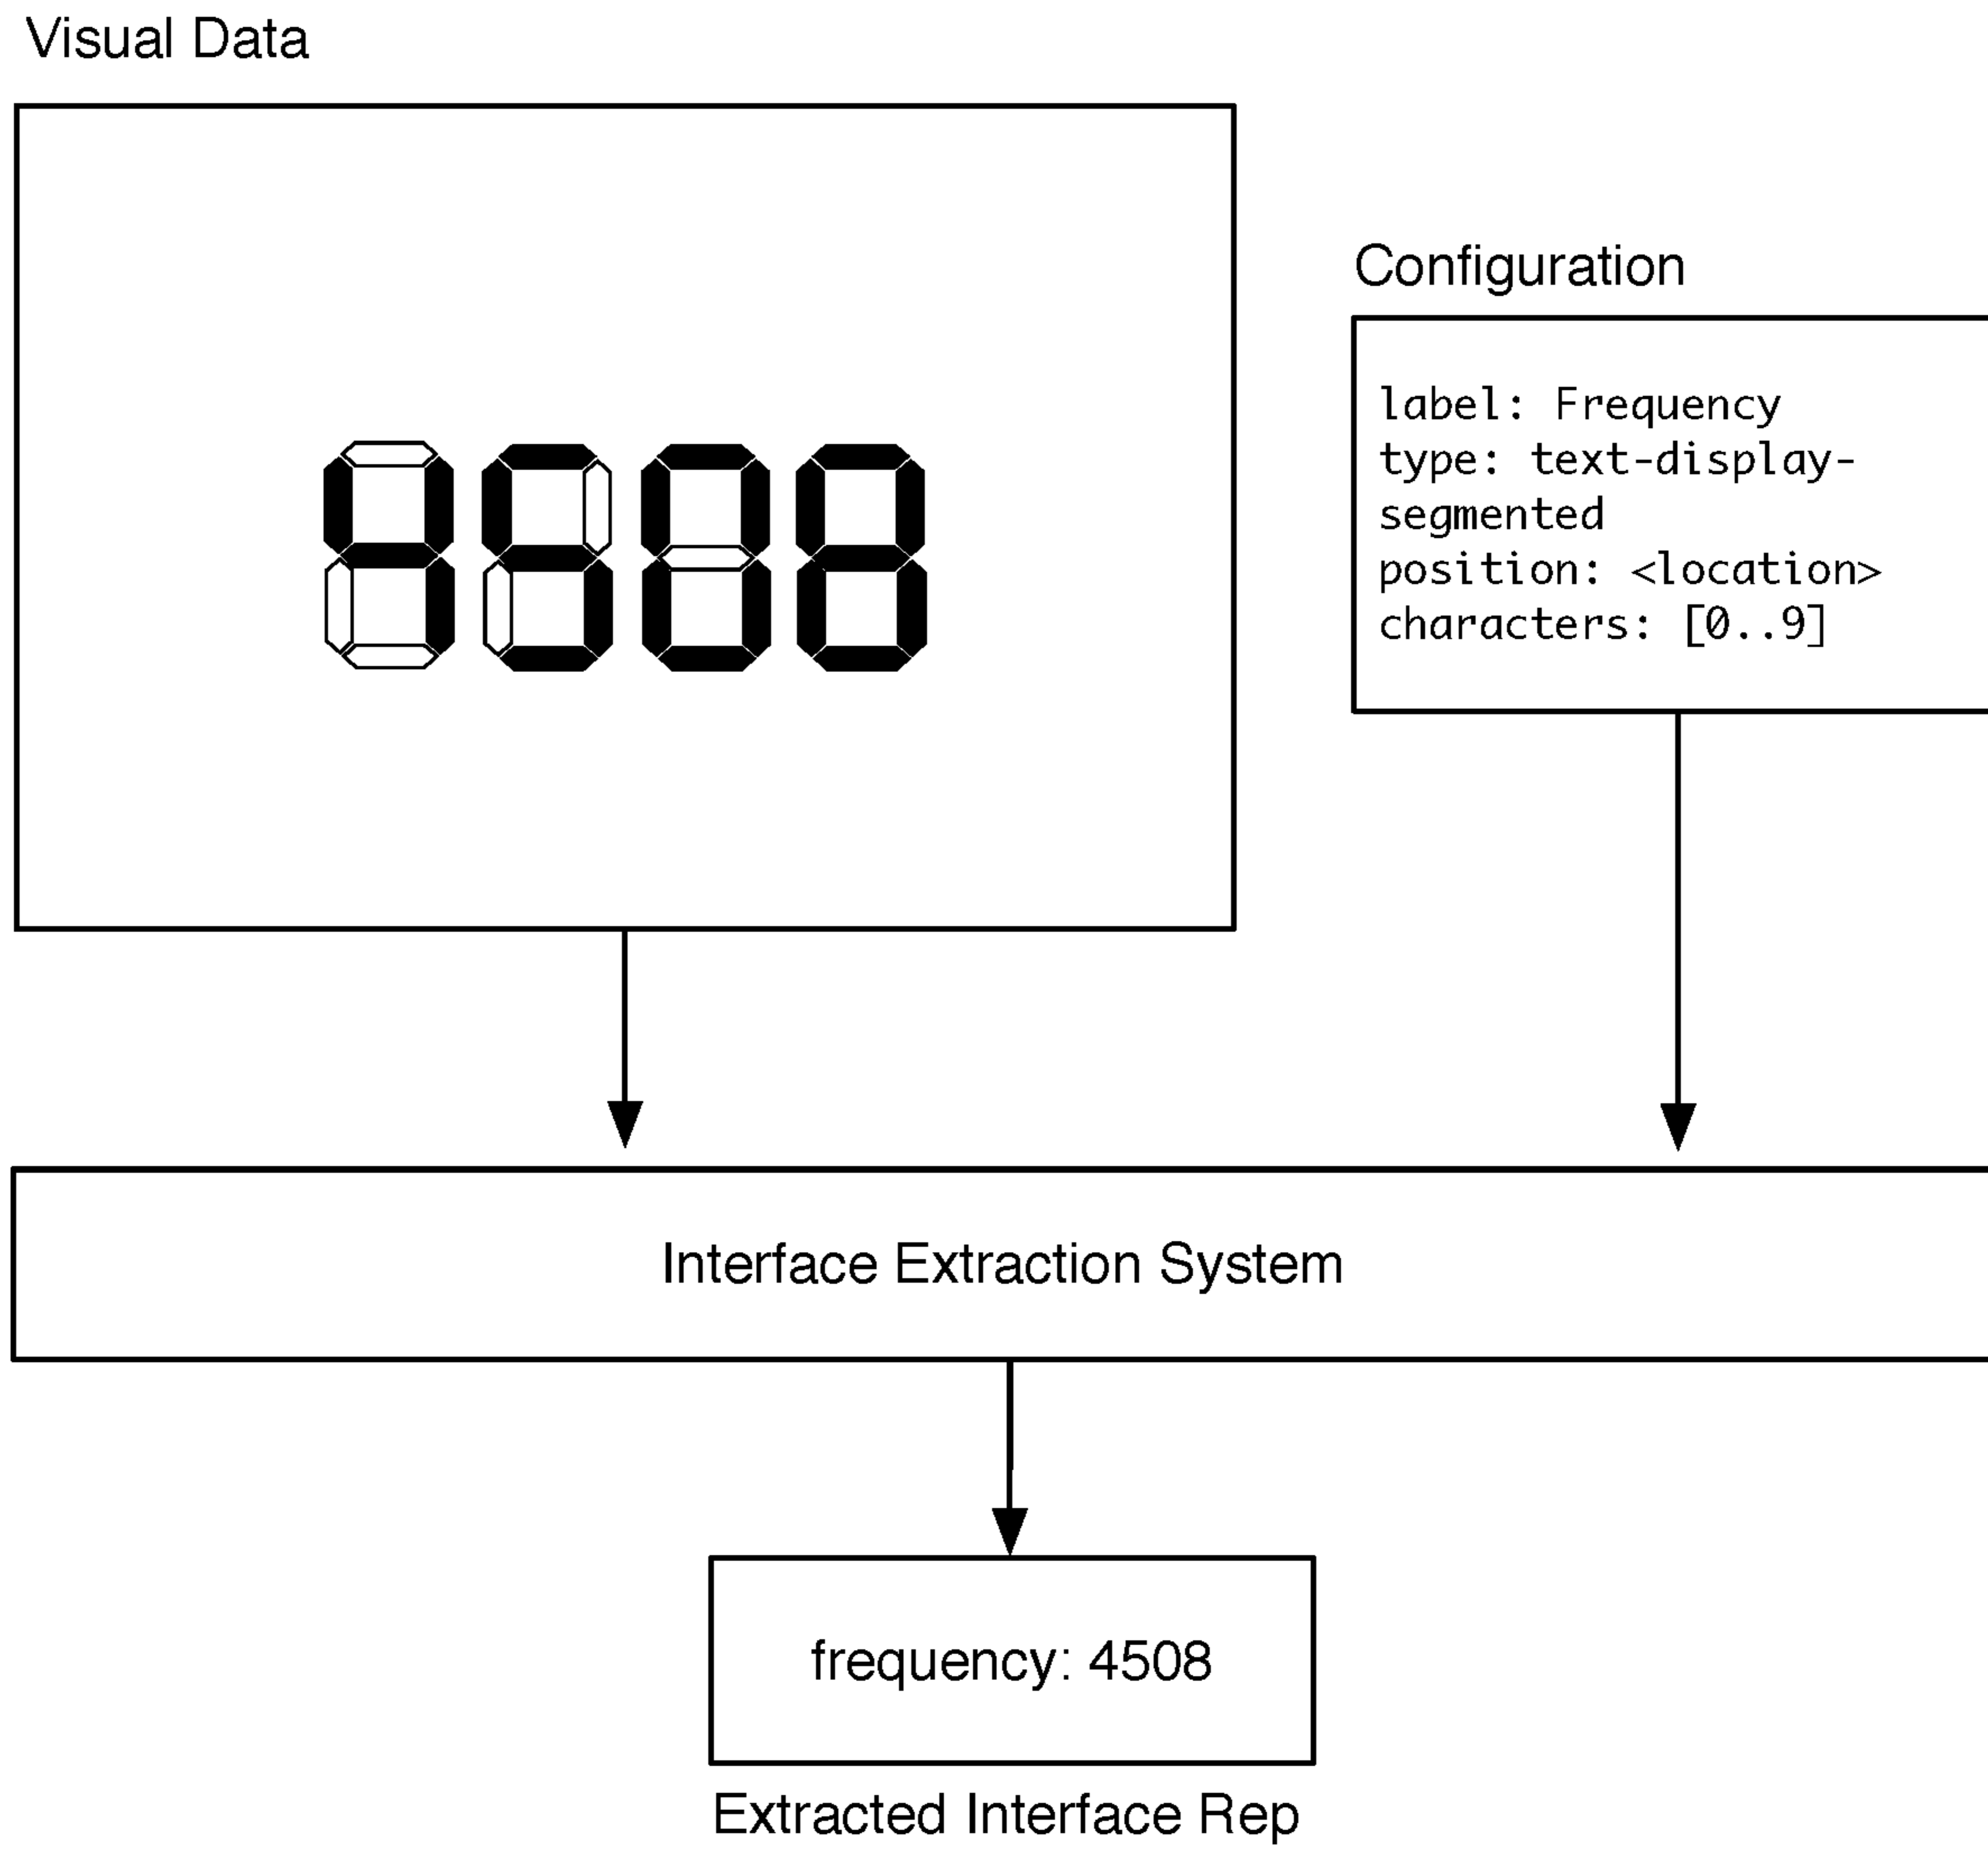 Visual Data
4508
Configuration
label: Frequency
type: text-display-
segmented
position: <location>
characters: [0..9]
Interface Extraction System
frequency: 4508
Extracted Interface Rep